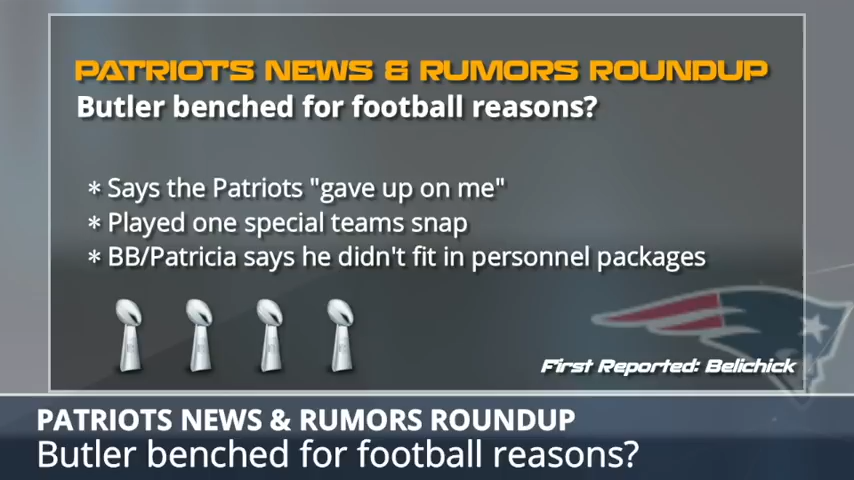 PATRIOTS NEWS & RUMORS ROUNDUP
Butler benched for football reasons?
* Says the Patriots "gave up on me"
* Played one special teams snap
* BB/Patricia says he didn't fit in personnel packages
First Reported: Belichick
PATRIOTS NEWS & RUMORS ROUNDUP
Butler benched for football reasons?